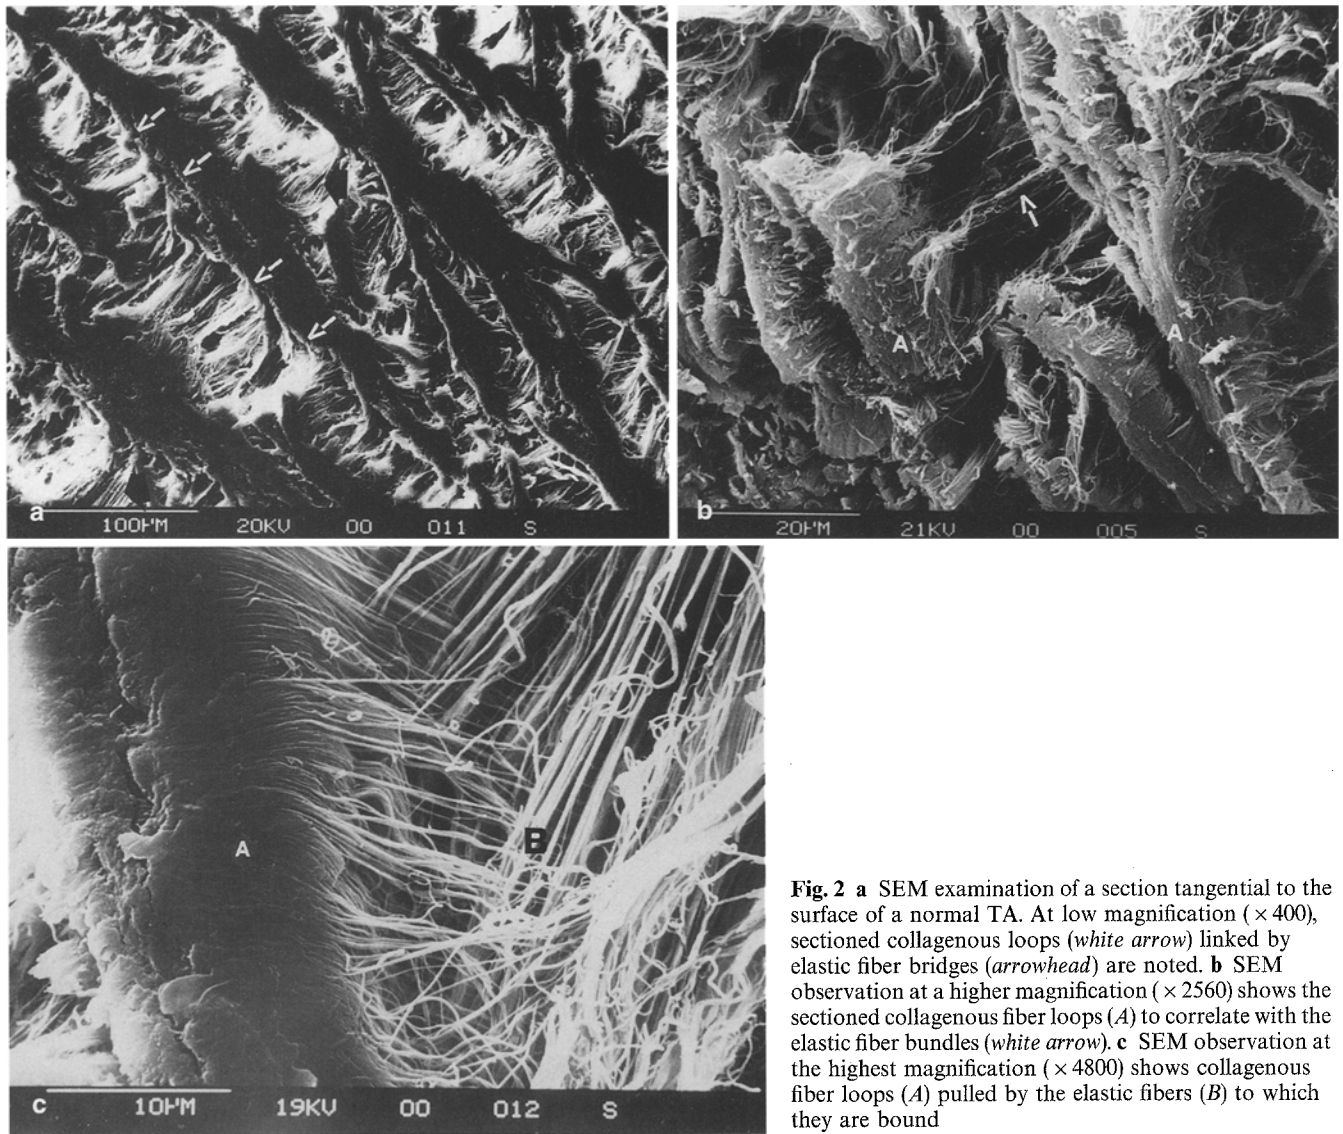 a
100µM 20KV 00 011 S
A
A
b
20µM 21KV 00 005 S
A
B
c
10µM 19KV 00 012 S
Fig. 2 a SEM examination of a section tangential to the
surface of a normal TA. At low magnification ( × 400),
sectioned collagenous loops (white arrow) linked by
elastic fiber bridges (arrowhead) are noted. b SEM
observation at a higher magnification ( × 2560) shows the
sectioned collagenous fiber loops (A) to correlate with the
elastic fiber bundles (white arrow). c SEM observation at
the highest magnification ( × 4800) shows collagenous
fiber loops (A) pulled by the elastic fibers (B) to which
they are bound